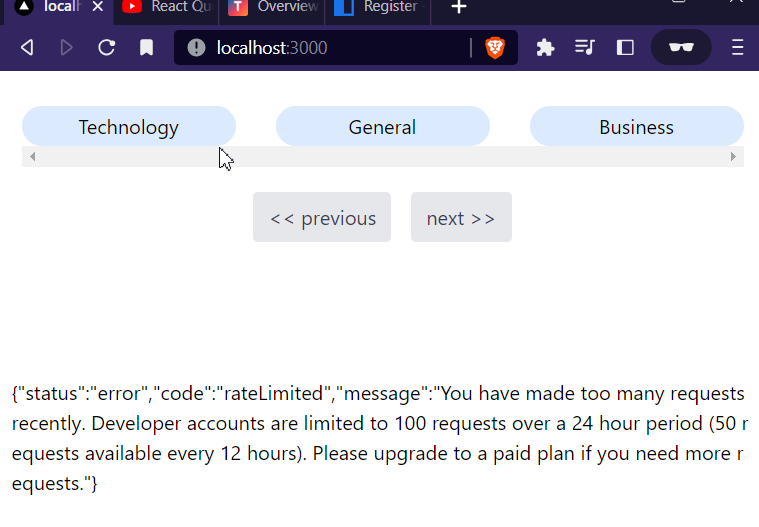 localh
React Qu
Overview
Register
localhost:3000
Technology
General
Business
<< previous
next >>
{"status":"error","code":"rateLimited","message":"You have made too many requests
recently. Developer accounts are limited to 100 requests over a 24 hour period (50 r
equests available every 12 hours). Please upgrade to a paid plan if you need more r
equests."}